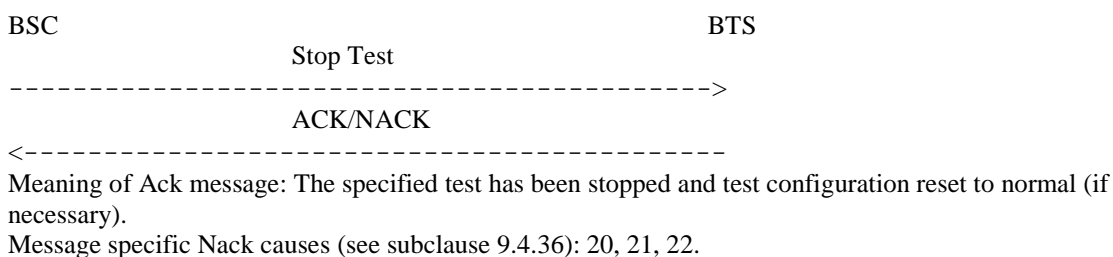 BSC BTS
Stop Test
-------------------------------------------->
ACK/NACK
<--------------------------------------------
Meaning of Ack message: The specified test has been stopped and test configuration reset to normal (if
necessary).
Message specific Nack causes (see subclause 9.4.36): 20, 21, 22.